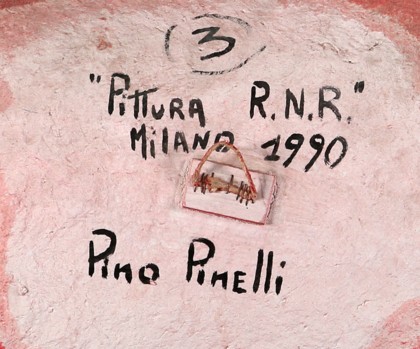 3
"PITTURA R.N.R."
MILANO 1990
Pino Pinelli